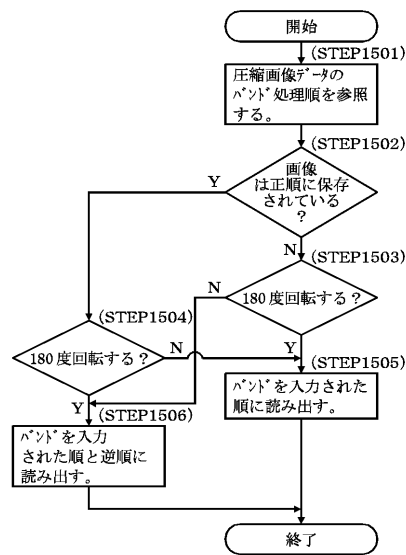 開始
(STEP1501)
圧縮画像ﾃﾞｰﾀの
ﾊﾞﾝﾄﾞ処理順を参照
する。
(STEP1502)
画像
は正順に保存
されている
？
Y
N
(STEP1503)
180度回転する？
N
Y
(STEP1504)
180度回転する？
N
Y
(STEP1505)
ﾊﾞﾝﾄﾞを入力された
順に読み出す。
(STEP1506)
ﾊﾞﾝﾄﾞを入力
された順と逆順に
読み出す。
終了